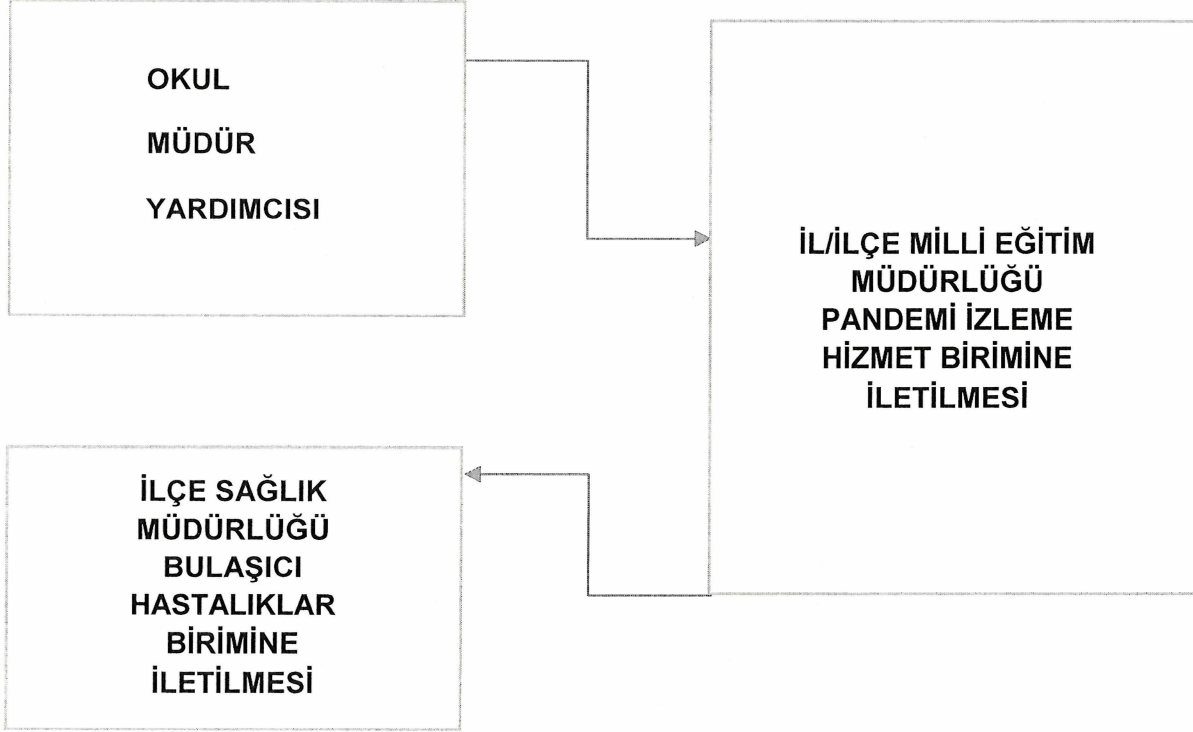 OKUL
MÜDÜR
YARDIMCISI
İL/İLÇE MİLLİ EĞİTİM
MÜDÜRLÜĞÜ
PANDEMİ İZLEME
HİZMET BİRİMİNE
İLETİLMESİ
İLÇE SAĞLIK
MÜDÜRLÜĞÜ
BULAŞICI
HASTALIKLAR
BİRİMİNE
İLETİLMESİ